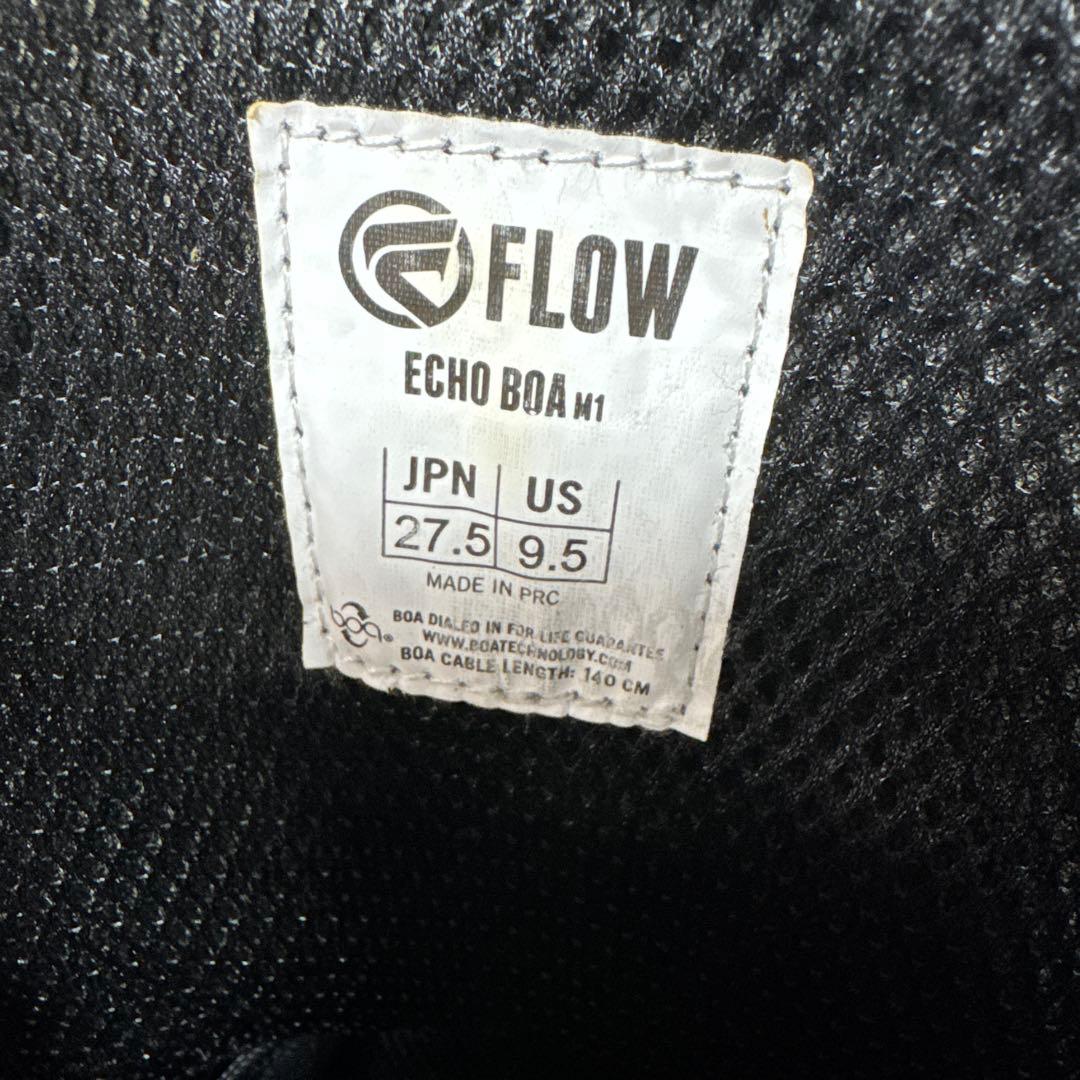 FLOW
ECHO BOA M1
JPN US
27.5 9.5
MADE IN PRC
boa®
BOA DIALED IN FOR LIFE GUARANTEE
WWW.BOATECHNOLOGY.COM
BOA CABLE LENGTH: 140 CM